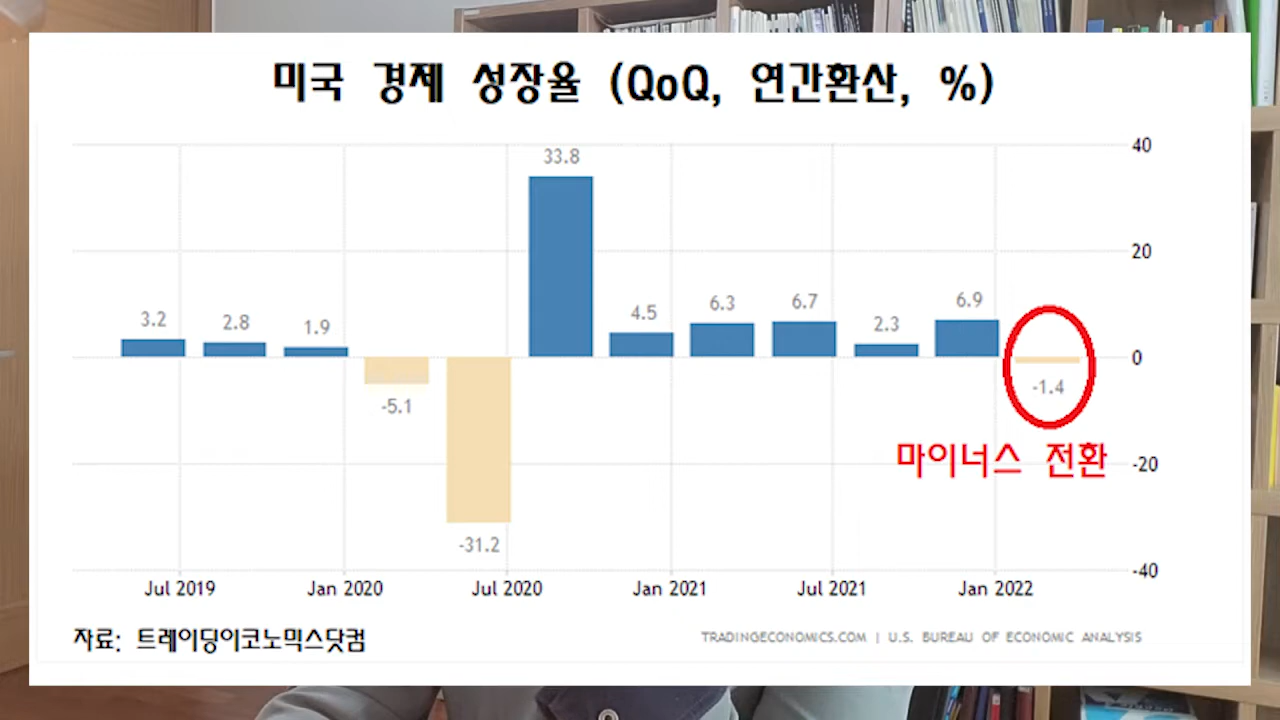 미국 경제 성장율 (QoQ, 연간환산, %)
40
33.8
20
3.2
2.8
1.9
4.5
6.3
6.7
2.3
6.9
0
-5.1
-1.4
마이너스 전환
-20
-31.2
-40
Jul 2019
Jan 2020
Jul 2020
Jan 2021
Jul 2021
Jan 2022
자료: 트레이딩이코노믹스닷컴
TRADINGECONOMICS.COM | U.S. BUREAU OF ECONOMIC ANALYSIS